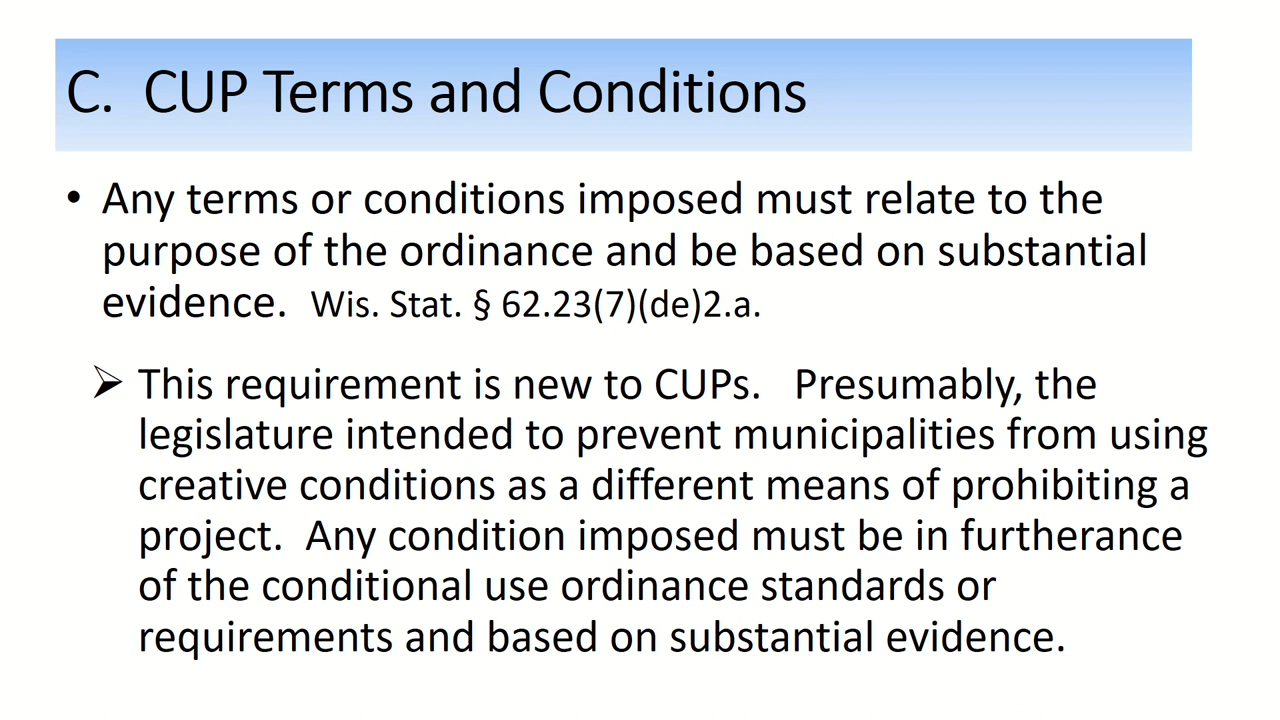 C. CUP Terms and Conditions
• Any terms or conditions imposed must relate to the
purpose of the ordinance and be based on substantial
evidence. Wis. Stat. § 62.23(7)(de)2.a.
➢ This requirement is new to CUPs. Presumably, the
legislature intended to prevent municipalities from using
creative conditions as a different means of prohibiting a
project. Any condition imposed must be in furtherance
of the conditional use ordinance standards or
requirements and based on substantial evidence.